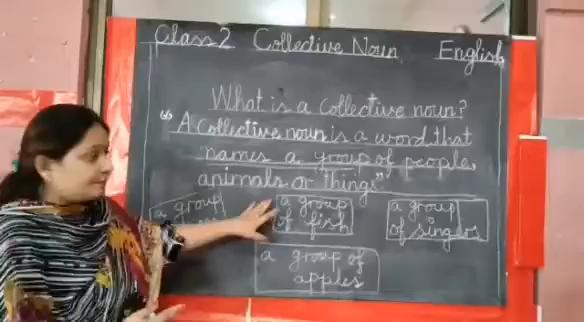 Class 2 Collective Noun English
What is a collective noun?
"A collective noun is a word that
names a group of people,
animals or things".
a group
a group
of fish
a group
of singers
a group of
apples